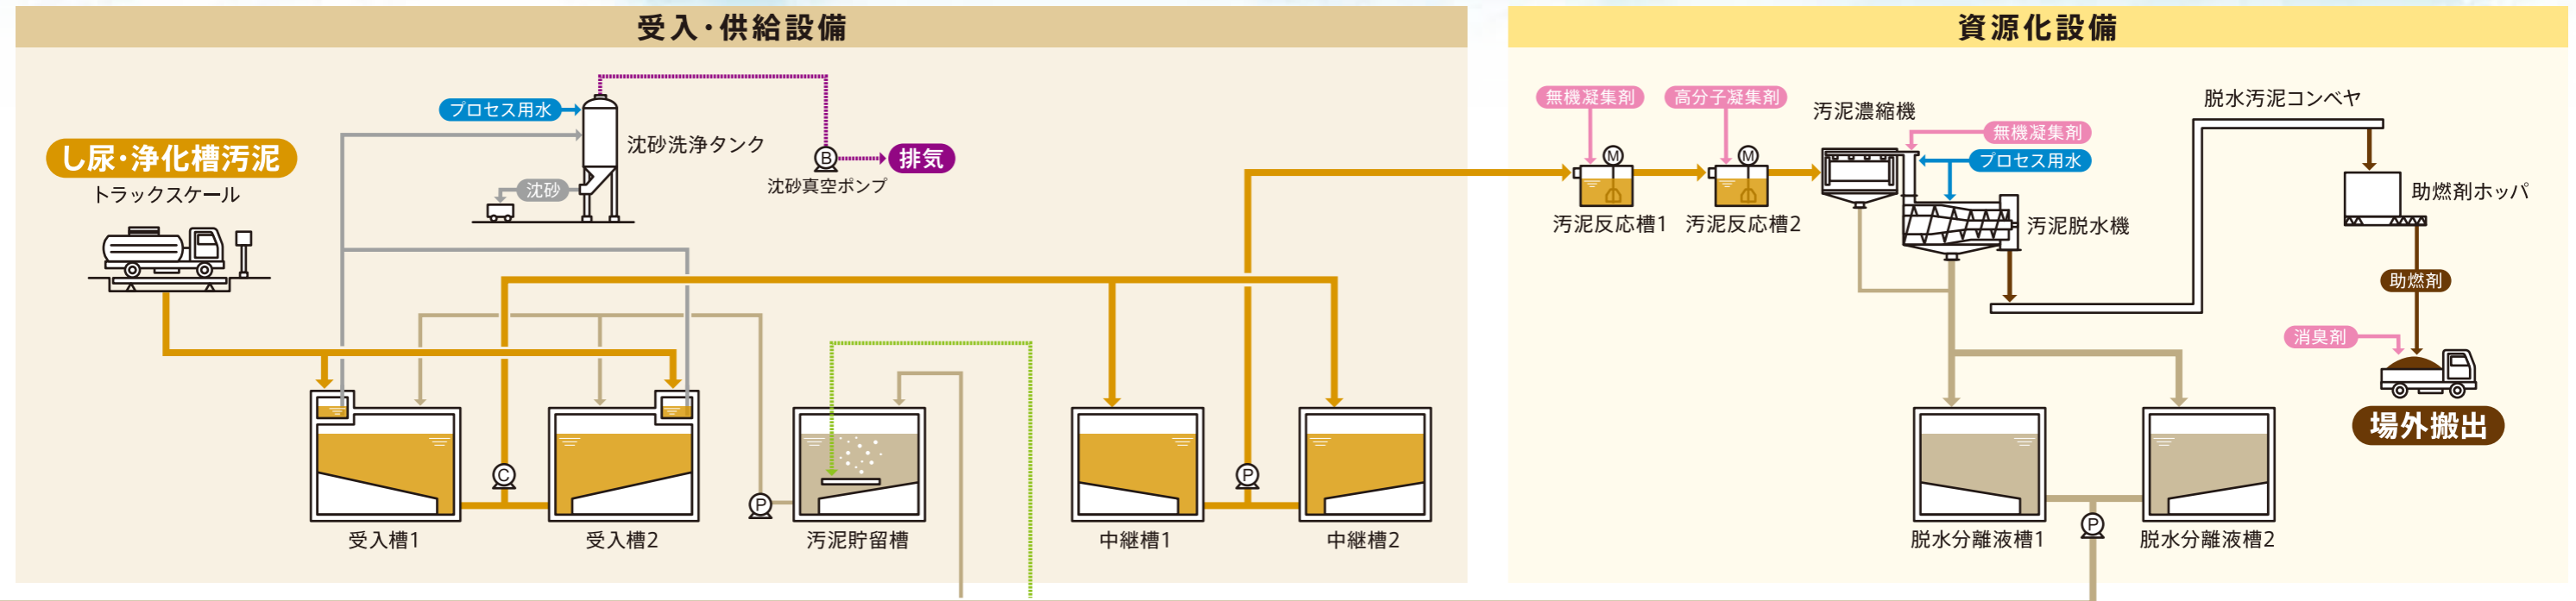 受入・供給設備
プロセス用水
沈砂洗浄タンク
し尿・浄化槽汚泥
トラックスケール
沈砂
B
排気
沈砂真空ポンプ
C
P
P
受入槽1
受入槽2
汚泥貯留槽
中継槽1
中継槽2
資源化設備
無機凝集剤
高分子凝集剤
汚泥濃縮機
脱水汚泥コンベヤ
無機凝集剤
プロセス用水
M
M
汚泥反応槽1
汚泥反応槽2
汚泥脱水機
助燃剤ホッパ
助燃剤
消臭剤
場外搬出
P
脱水分離液槽1
脱水分離液槽2